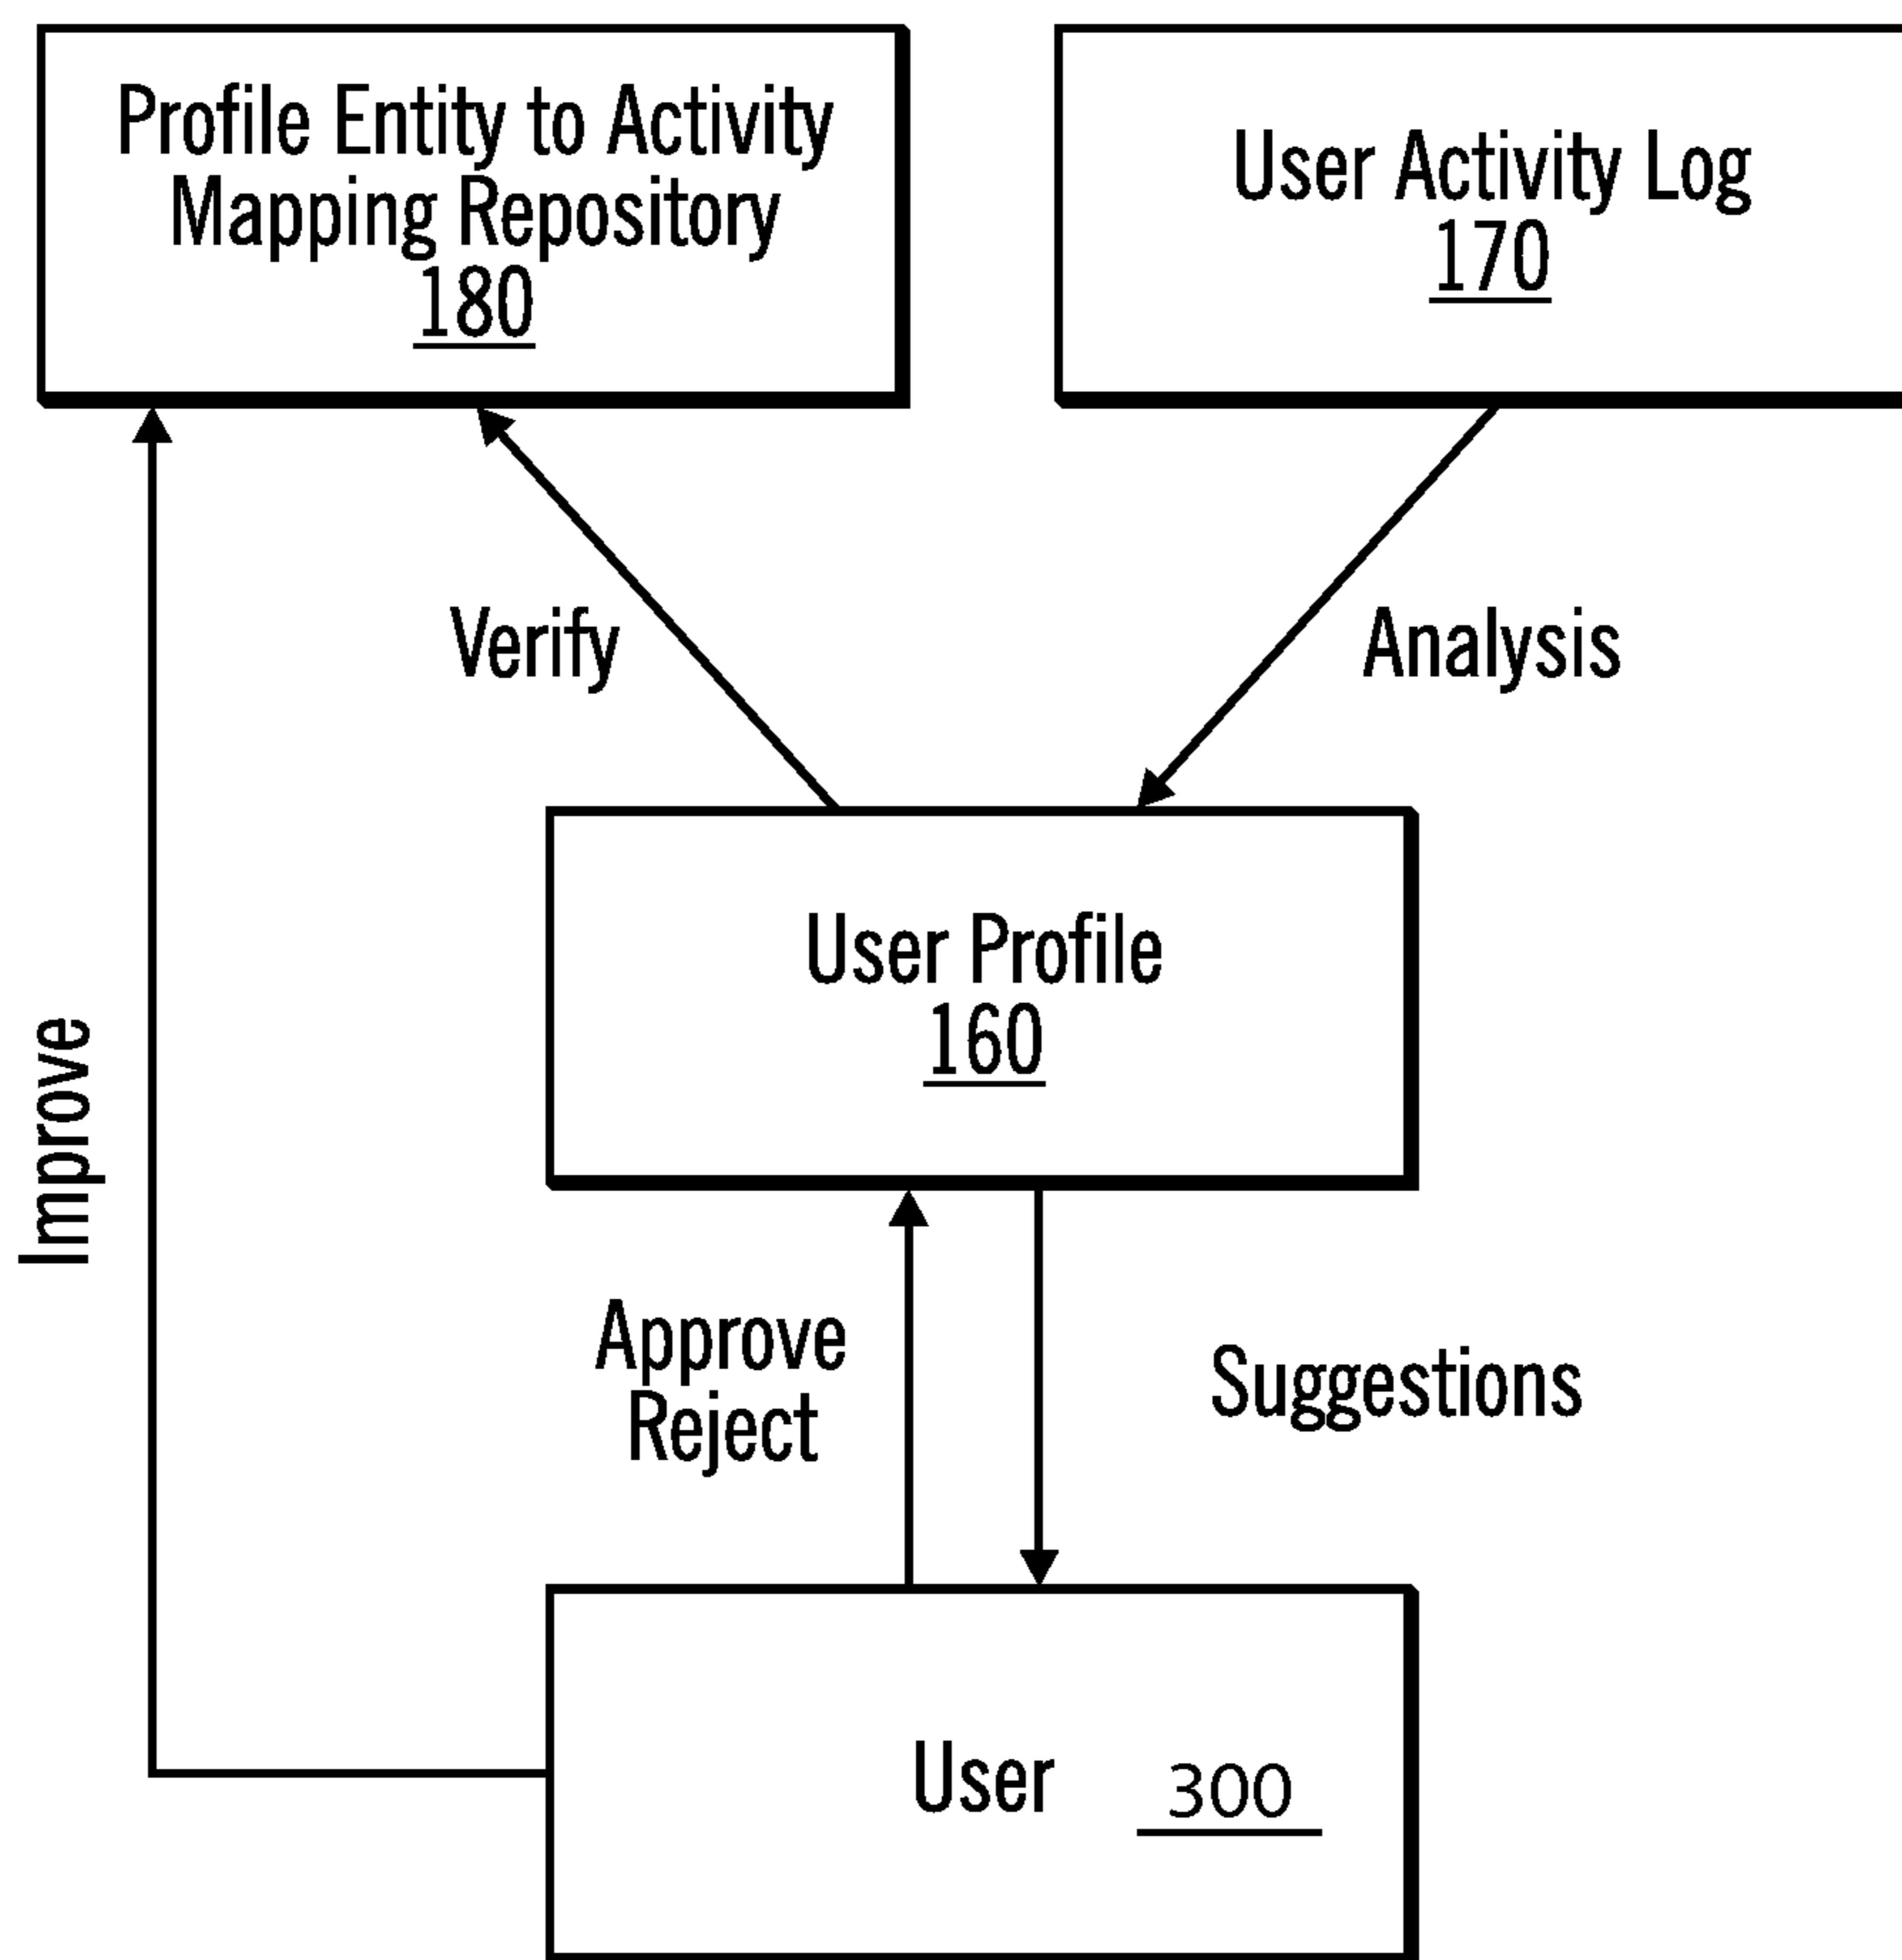 Profile Entity to Activity
Mapping Repository
180
User Activity Log
170
Verify
Analysis
User Profile
160
Improve
Approve
Reject
Suggestions
User 300